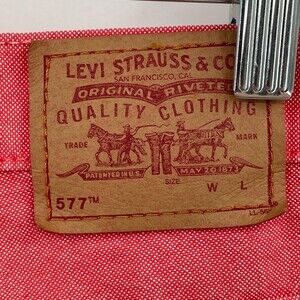 LEVI STRAUSS & CO.
SAN FRANCISCO, CAL.
ORIGINAL RIVETED
QUALITY CLOTHING
TRADE MARK
PATENTED IN U.S. MAY 20, 1873
SIZE W L
577™